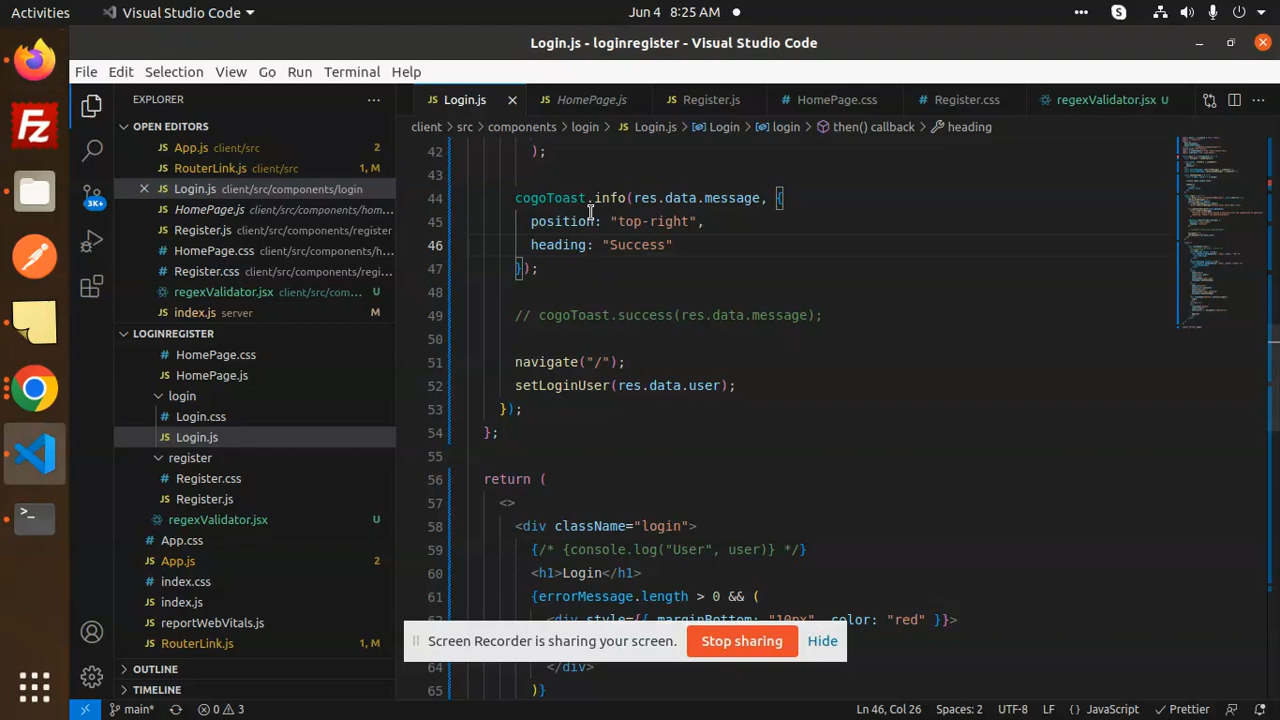 Activities Visual Studio Code Jun 4 8:25 AM
Login.js - loginregister - Visual Studio Code
File Edit Selection View Go Run Terminal Help
EXPLORER ···
Login.js HomePage.js Register.js HomePage.css Register.css regexValidator.jsx U
client > src > components > login > Login.js > Login > login > then() callback > heading
OPEN EDITORS
App.js client/src 2
RouterLink.js client/src 1, M
Login.js client/src/components/login
HomePage.js client/src/components/hom...
Register.js client/src/components/register
HomePage.css client/src/component...
Register.css client/src/components/regi...
regexValidator.jsx client/src/com... U
index.js server M
LOGINREGISTER
HomePage.css
HomePage.js
login
Login.css
Login.js
register
Register.css
Register.js
regexValidator.jsx U
App.css
App.js 2
index.css
index.js
reportWebVitals.js
RouterLink.js 1, M
OUTLINE
TIMELINE
3K+
42 );
43
44 cogoToast.info(res.data.message, {
45 position: "top-right",
46 heading: "Success"
47 });
48
49 // cogoToast.success(res.data.message);
50
51 navigate("/");
52 setLoginUser(res.data.user);
53 });
54 };
55
56 return (
57 <>
58 <div className="login">
59 {/* {console.log("User", user)} */}
60 <h1>Login</h1>
61 {errorMessage.length > 0 && (
<div style={{ marginBottom: "10px", color: "red" }}>
Screen Recorder is sharing your screen. Stop sharing Hide
64 </div>
65 )}
main* 0 3 Ln 46, Col 26 Spaces: 2 UTF-8 LF {} JavaScript Prettier